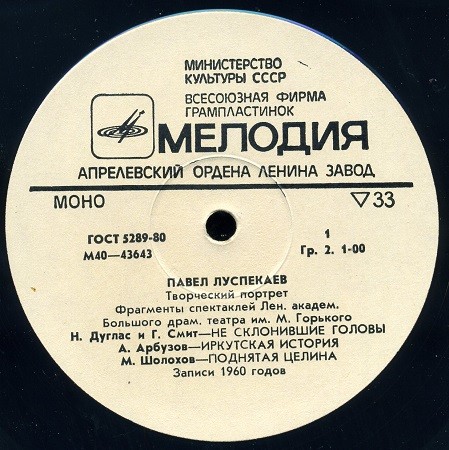 МИНИСТЕРСТВО
КУЛЬТУРЫ СССР
ВСЕСОЮЗНАЯ ФИРМА
ГРАМПЛАСТИНОК
МЕЛОДИЯ
АПРЕЛЕВСКИЙ ОРДЕНА ЛЕНИНА ЗАВОД
МОНО ▽33
ГОСТ 5289-80 1
М40—43643 Гр. 2. 1-00
ПАВЕЛ ЛУСПЕКАЕВ
Творческий портрет
Фрагменты спектаклей Лен. академ.
Большого драм. театра им. М. Горького
Н. Дуглас и Г. Смит—НЕ СКЛОНИВШИЕ ГОЛОВЫ
А. Арбузов—ИРКУТСКАЯ ИСТОРИЯ
М. Шолохов—ПОДНЯТАЯ ЦЕЛИНА
Записи 1960 годов